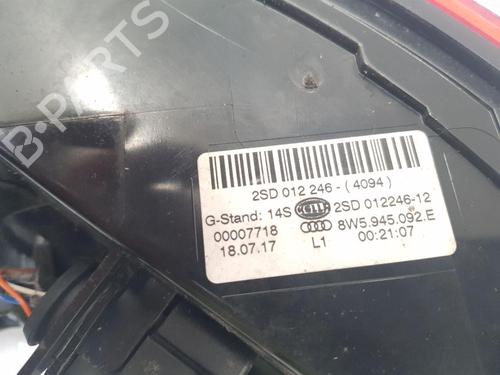 B-PARTS
2SD 012 246 - ( 4094 )
G-Stand: 14S 2SD 012246-12
00007718 8W5.945.092.E
18.07.17 L1 00:21:07